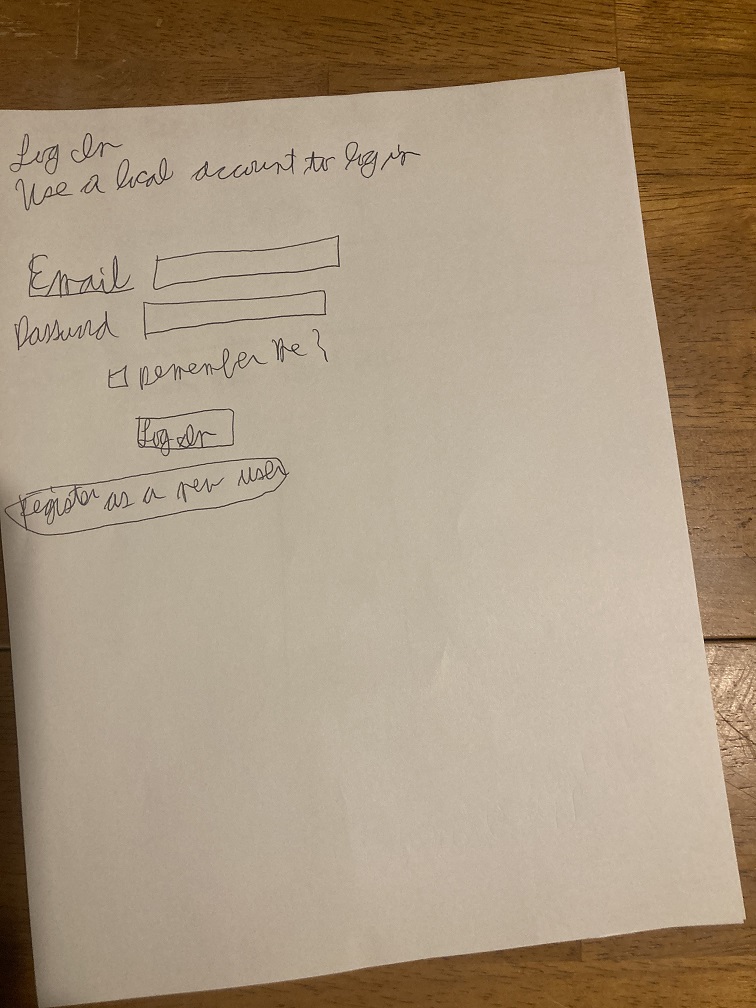 Log In
Use a local account to log in
Email
Password
Remember Me?
Log In
Register as a new user